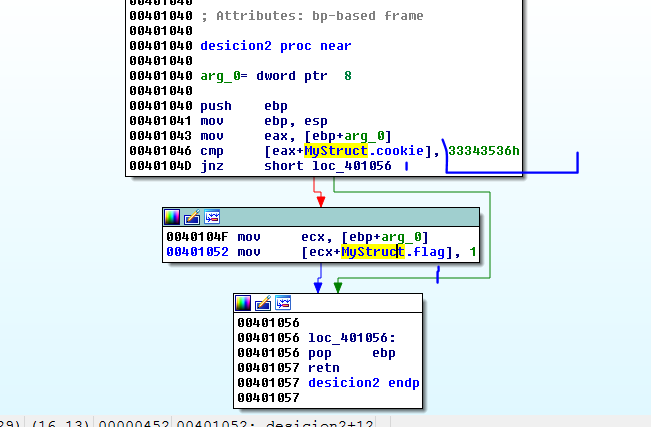 00401040
00401040 ; Attributes: bp-based frame
00401040
00401040 desicion2 proc near
00401040
00401040 arg_0= dword ptr  8
00401040
00401040 push    ebp
00401041 mov     ebp, esp
00401043 mov     eax, [ebp+arg_0]
00401046 cmp     [eax+MyStruct.cookie], 33343536h
0040104D jnz     short loc_401056
0040104F mov     ecx, [ebp+arg_0]
00401052 mov     [ecx+MyStruct.flag], 1
00401056
00401056 loc_401056:
00401056 pop     ebp
00401057 retn
00401057 desicion2 endp
00401057
29) (16,13) 00000452 00401052: desicion2+12